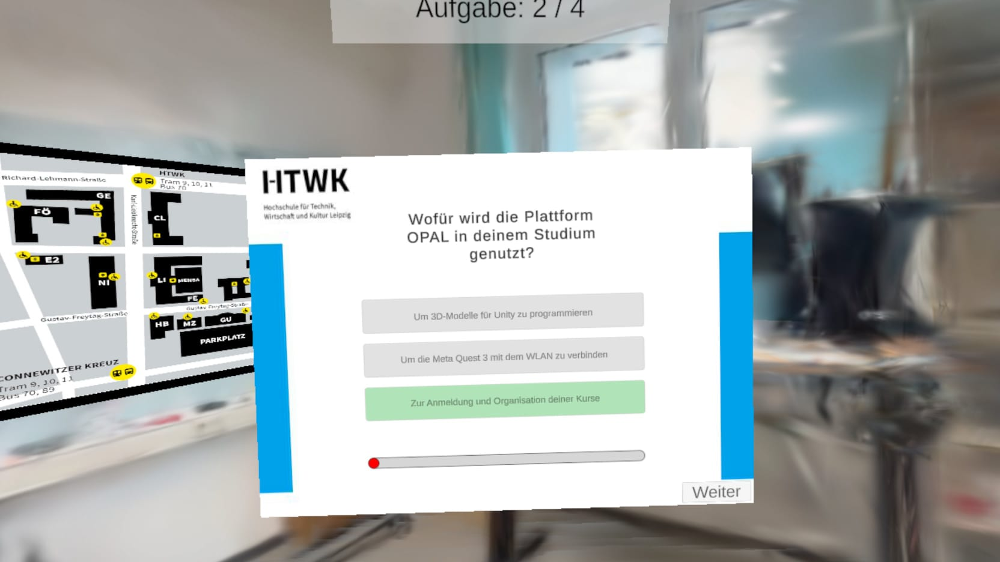 Aufgabe: 2 / 4
HTWK
Hochschule für Technik,
Wirtschaft und Kultur Leipzig
Wofür wird die Plattform
OPAL in deinem Studium
genutzt?
Um 3D-Modelle für Unity zu programmieren
Um die Meta Quest 3 mit dem WLAN zu verbinden
Zur Anmeldung und Organisation deiner Kurse
Weiter
Richard-Lehmann-Straße
HTWK
Tram 9, 10, 11
Bus 70
Karl-Liebknecht-Straße
GE
FÖ
CL
E2
NI
LI
MENSA
FE
Gustav-Freytag-Straße
Gustav-Freytag-Straße
HB
MZ
GU
PARKPLATZ
CONNEWITZER KREUZ
Tram 9, 10, 11
Bus 70, 89